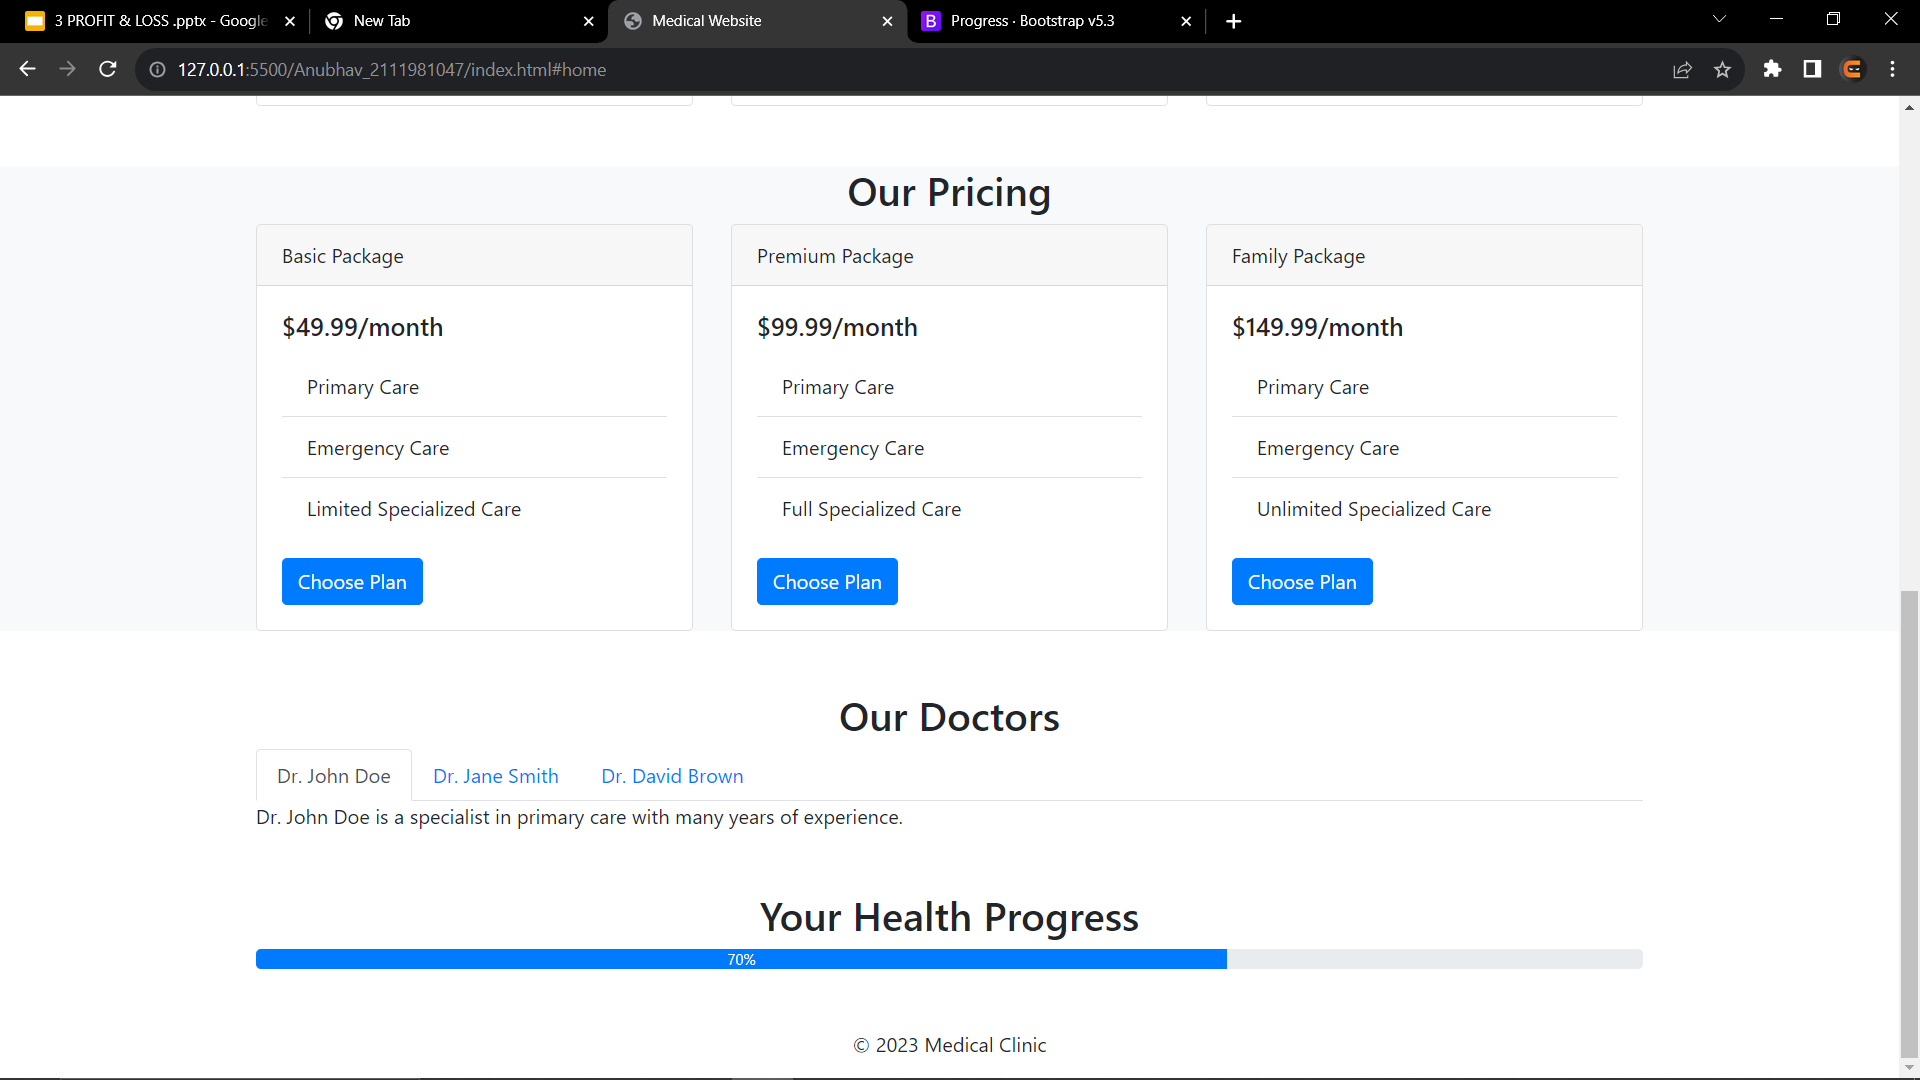 3 PROFIT & LOSS .pptx - Google
New Tab
Medical Website
B
Progress · Bootstrap v5.3
127.0.0.1:5500/Anubhav_2111981047/index.html#home
Our Pricing
Basic Package
$49.99/month
Primary Care
Emergency Care
Limited Specialized Care
Choose Plan
Premium Package
$99.99/month
Primary Care
Emergency Care
Full Specialized Care
Choose Plan
Family Package
$149.99/month
Primary Care
Emergency Care
Unlimited Specialized Care
Choose Plan
Our Doctors
Dr. John Doe
Dr. Jane Smith
Dr. David Brown
Dr. John Doe is a specialist in primary care with many years of experience.
Your Health Progress
70%
© 2023 Medical Clinic